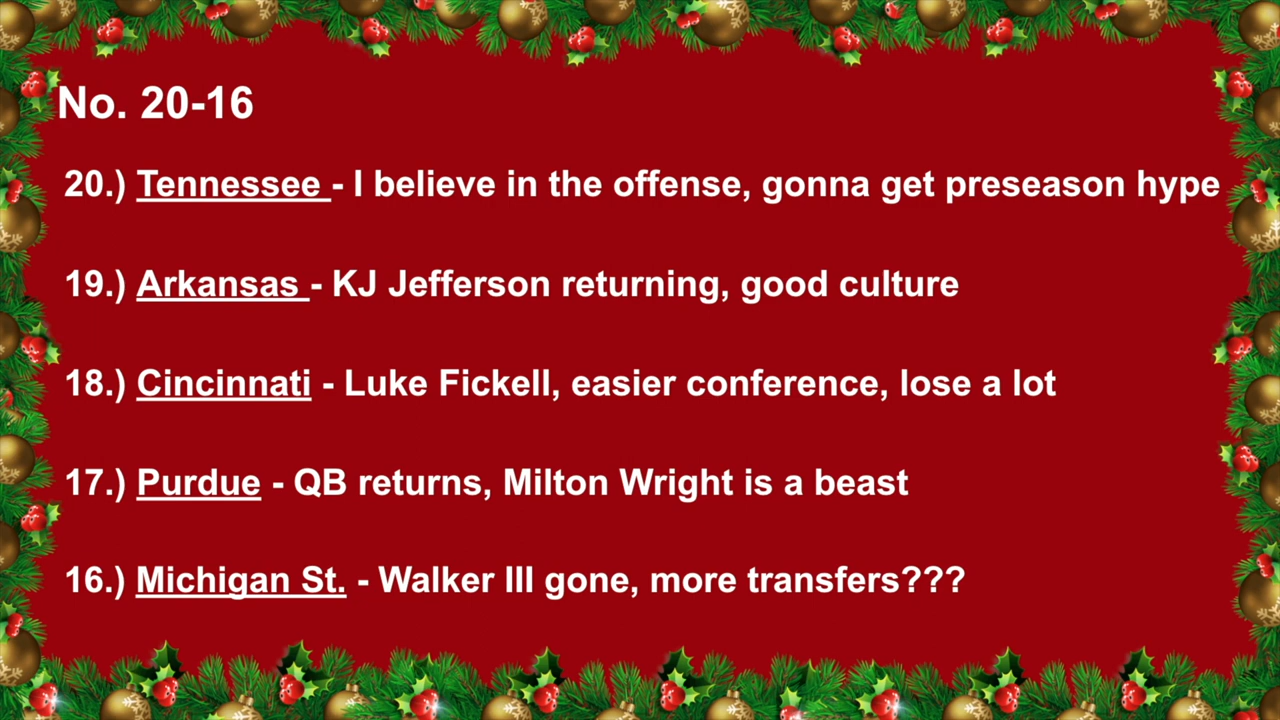 No. 20-16
20.) Tennessee - I believe in the offense, gonna get preseason hype
19.) Arkansas - KJ Jefferson returning, good culture
18.) Cincinnati - Luke Fickell, easier conference, lose a lot
17.) Purdue - QB returns, Milton Wright is a beast
16.) Michigan St. - Walker III gone, more transfers???